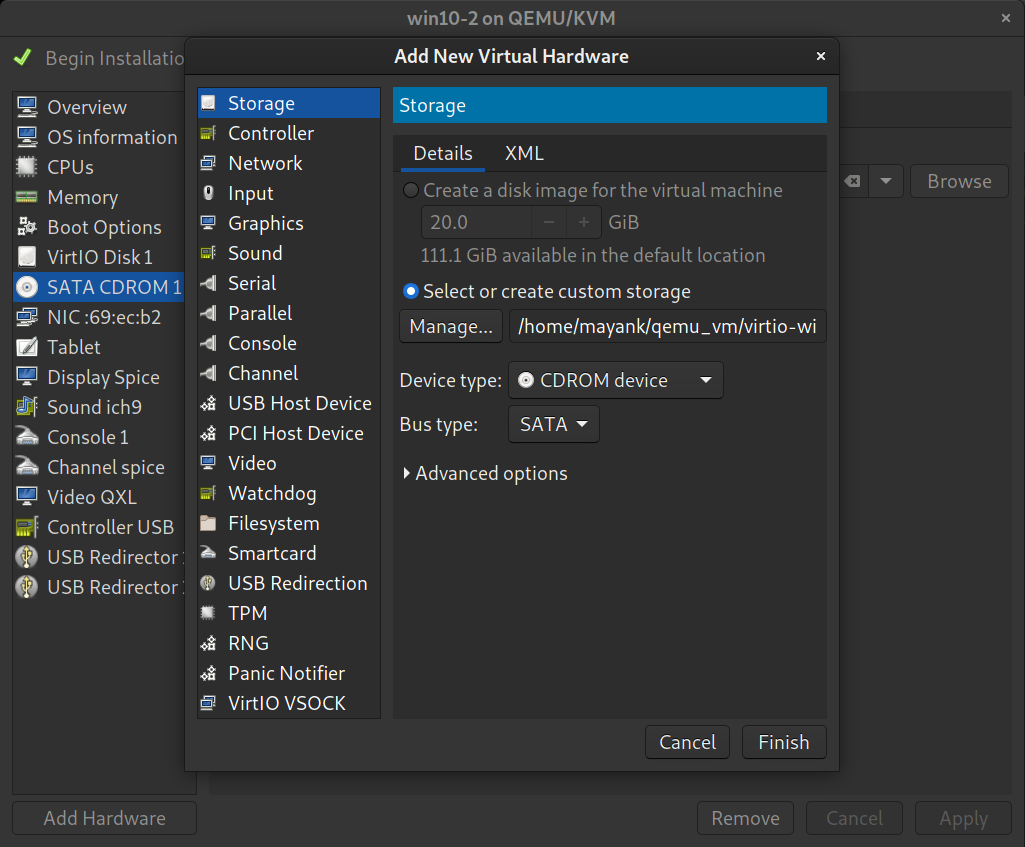 win10-2 on QEMU/KVM
Begin Installatio
Overview
OS information
CPUs
Memory
Boot Options
VirtIO Disk 1
SATA CDROM 1
NIC :69:ec:b2
Tablet
Display Spice
Sound ich9
Console 1
Channel spice
Video QXL
Controller USB
USB Redirector
USB Redirector
Add Hardware
Add New Virtual Hardware
Storage
Controller
Network
Input
Graphics
Sound
Serial
Parallel
Console
Channel
USB Host Device
PCI Host Device
Video
Watchdog
Filesystem
Smartcard
USB Redirection
TPM
RNG
Panic Notifier
VirtIO VSOCK
Storage
Details XML
Create a disk image for the virtual machine
20.0 − + GiB
111.1 GiB available in the default location
Select or create custom storage
Manage... /home/mayank/qemu_vm/virtio-wi
Device type: CDROM device
Bus type: SATA
Advanced options
Cancel Finish
Browse
Remove Cancel Apply